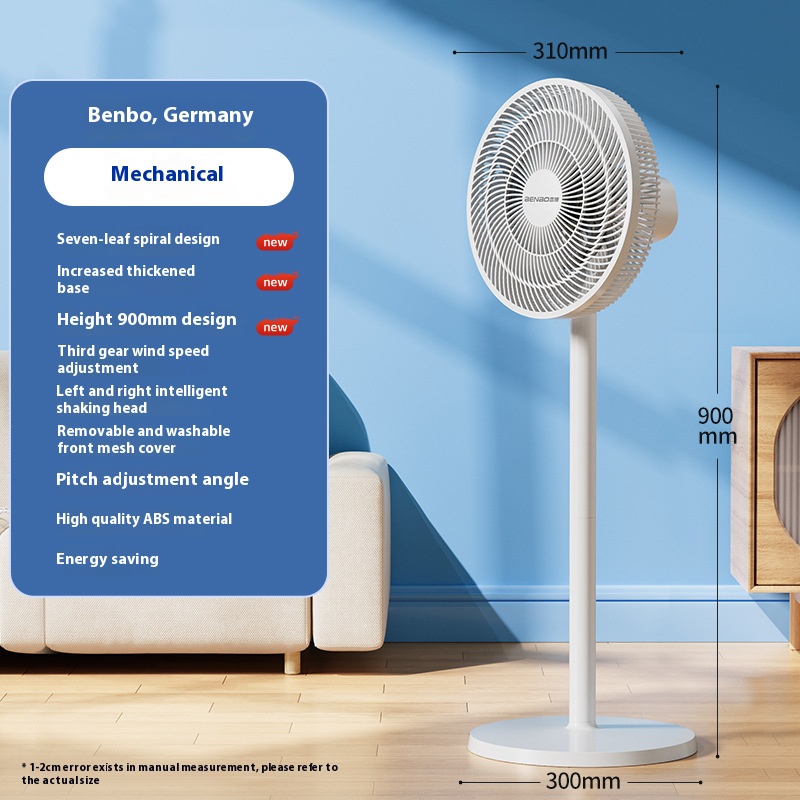 310mm
Benbo, Germany
Mechanical
Seven-leaf spiral design
new
Increased thickened
base
new
Height 900mm design
new
Third gear wind speed
adjustment
Left and right intelligent
shaking head
Removable and washable
front mesh cover
Pitch adjustment angle
High quality ABS material
Energy saving
BENBO
900
mm
* 1-2cm error exists in manual measurement, please refer to
the actual size
300mm